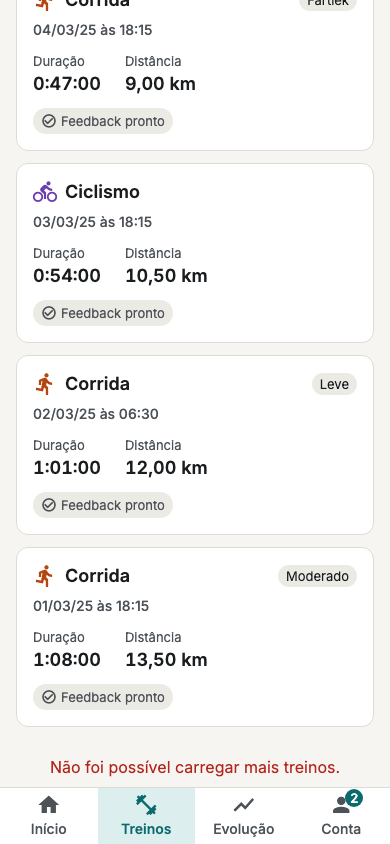 Corrida
Fartlek
04/03/25 às 18:15
Duração Distância
0:47:00 9,00 km
Feedback pronto
Ciclismo
03/03/25 às 18:15
Duração Distância
0:54:00 10,50 km
Feedback pronto
Corrida Leve
02/03/25 às 06:30
Duração Distância
1:01:00 12,00 km
Feedback pronto
Corrida Moderado
01/03/25 às 18:15
Duração Distância
1:08:00 13,50 km
Feedback pronto
Não foi possível carregar mais treinos.
2
Início Treinos Evolução Conta